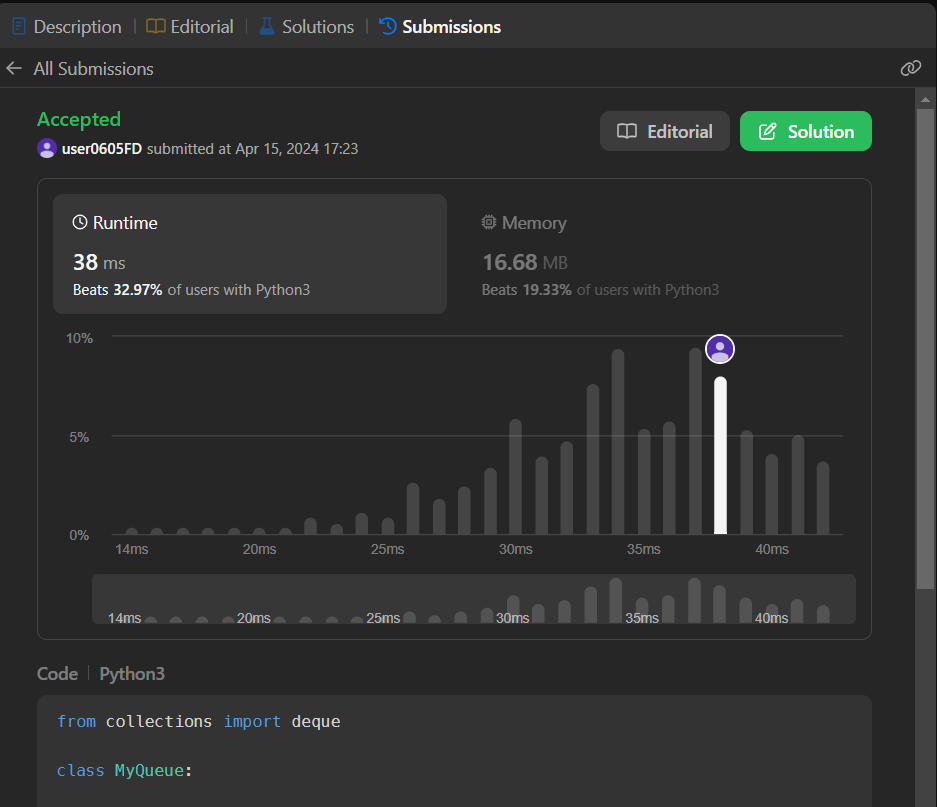 Description | Editorial | Solutions | Submissions
All Submissions
Accepted
Editorial
Solution
user0605FD submitted at Apr 15, 2024 17:23
Runtime
38 ms
Beats 32.97% of users with Python3
Memory
16.68 MB
Beats 19.33% of users with Python3
10%
5%
0%
14ms 20ms 25ms 30ms 35ms 40ms
14ms 20ms 25ms 30ms 35ms 40ms
Code | Python3
from collections import deque
class MyQueue: